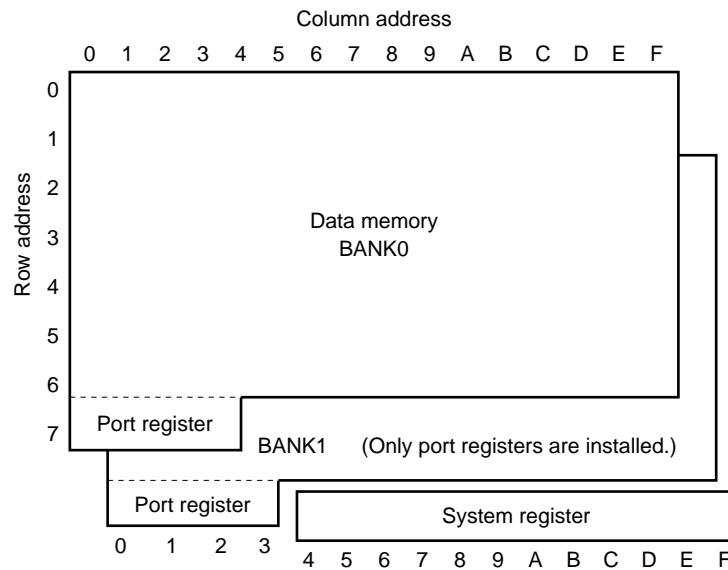 Column address
0 1 2 3 4 5 6 7 8 9 A B C D E F
Row address
0
1
2
3
4
5
6
7
Data memory
BANK0
Port register
BANK1 (Only port registers are installed.)
Port register
System register
0 1 2 3 4 5 6 7 8 9 A B C D E F